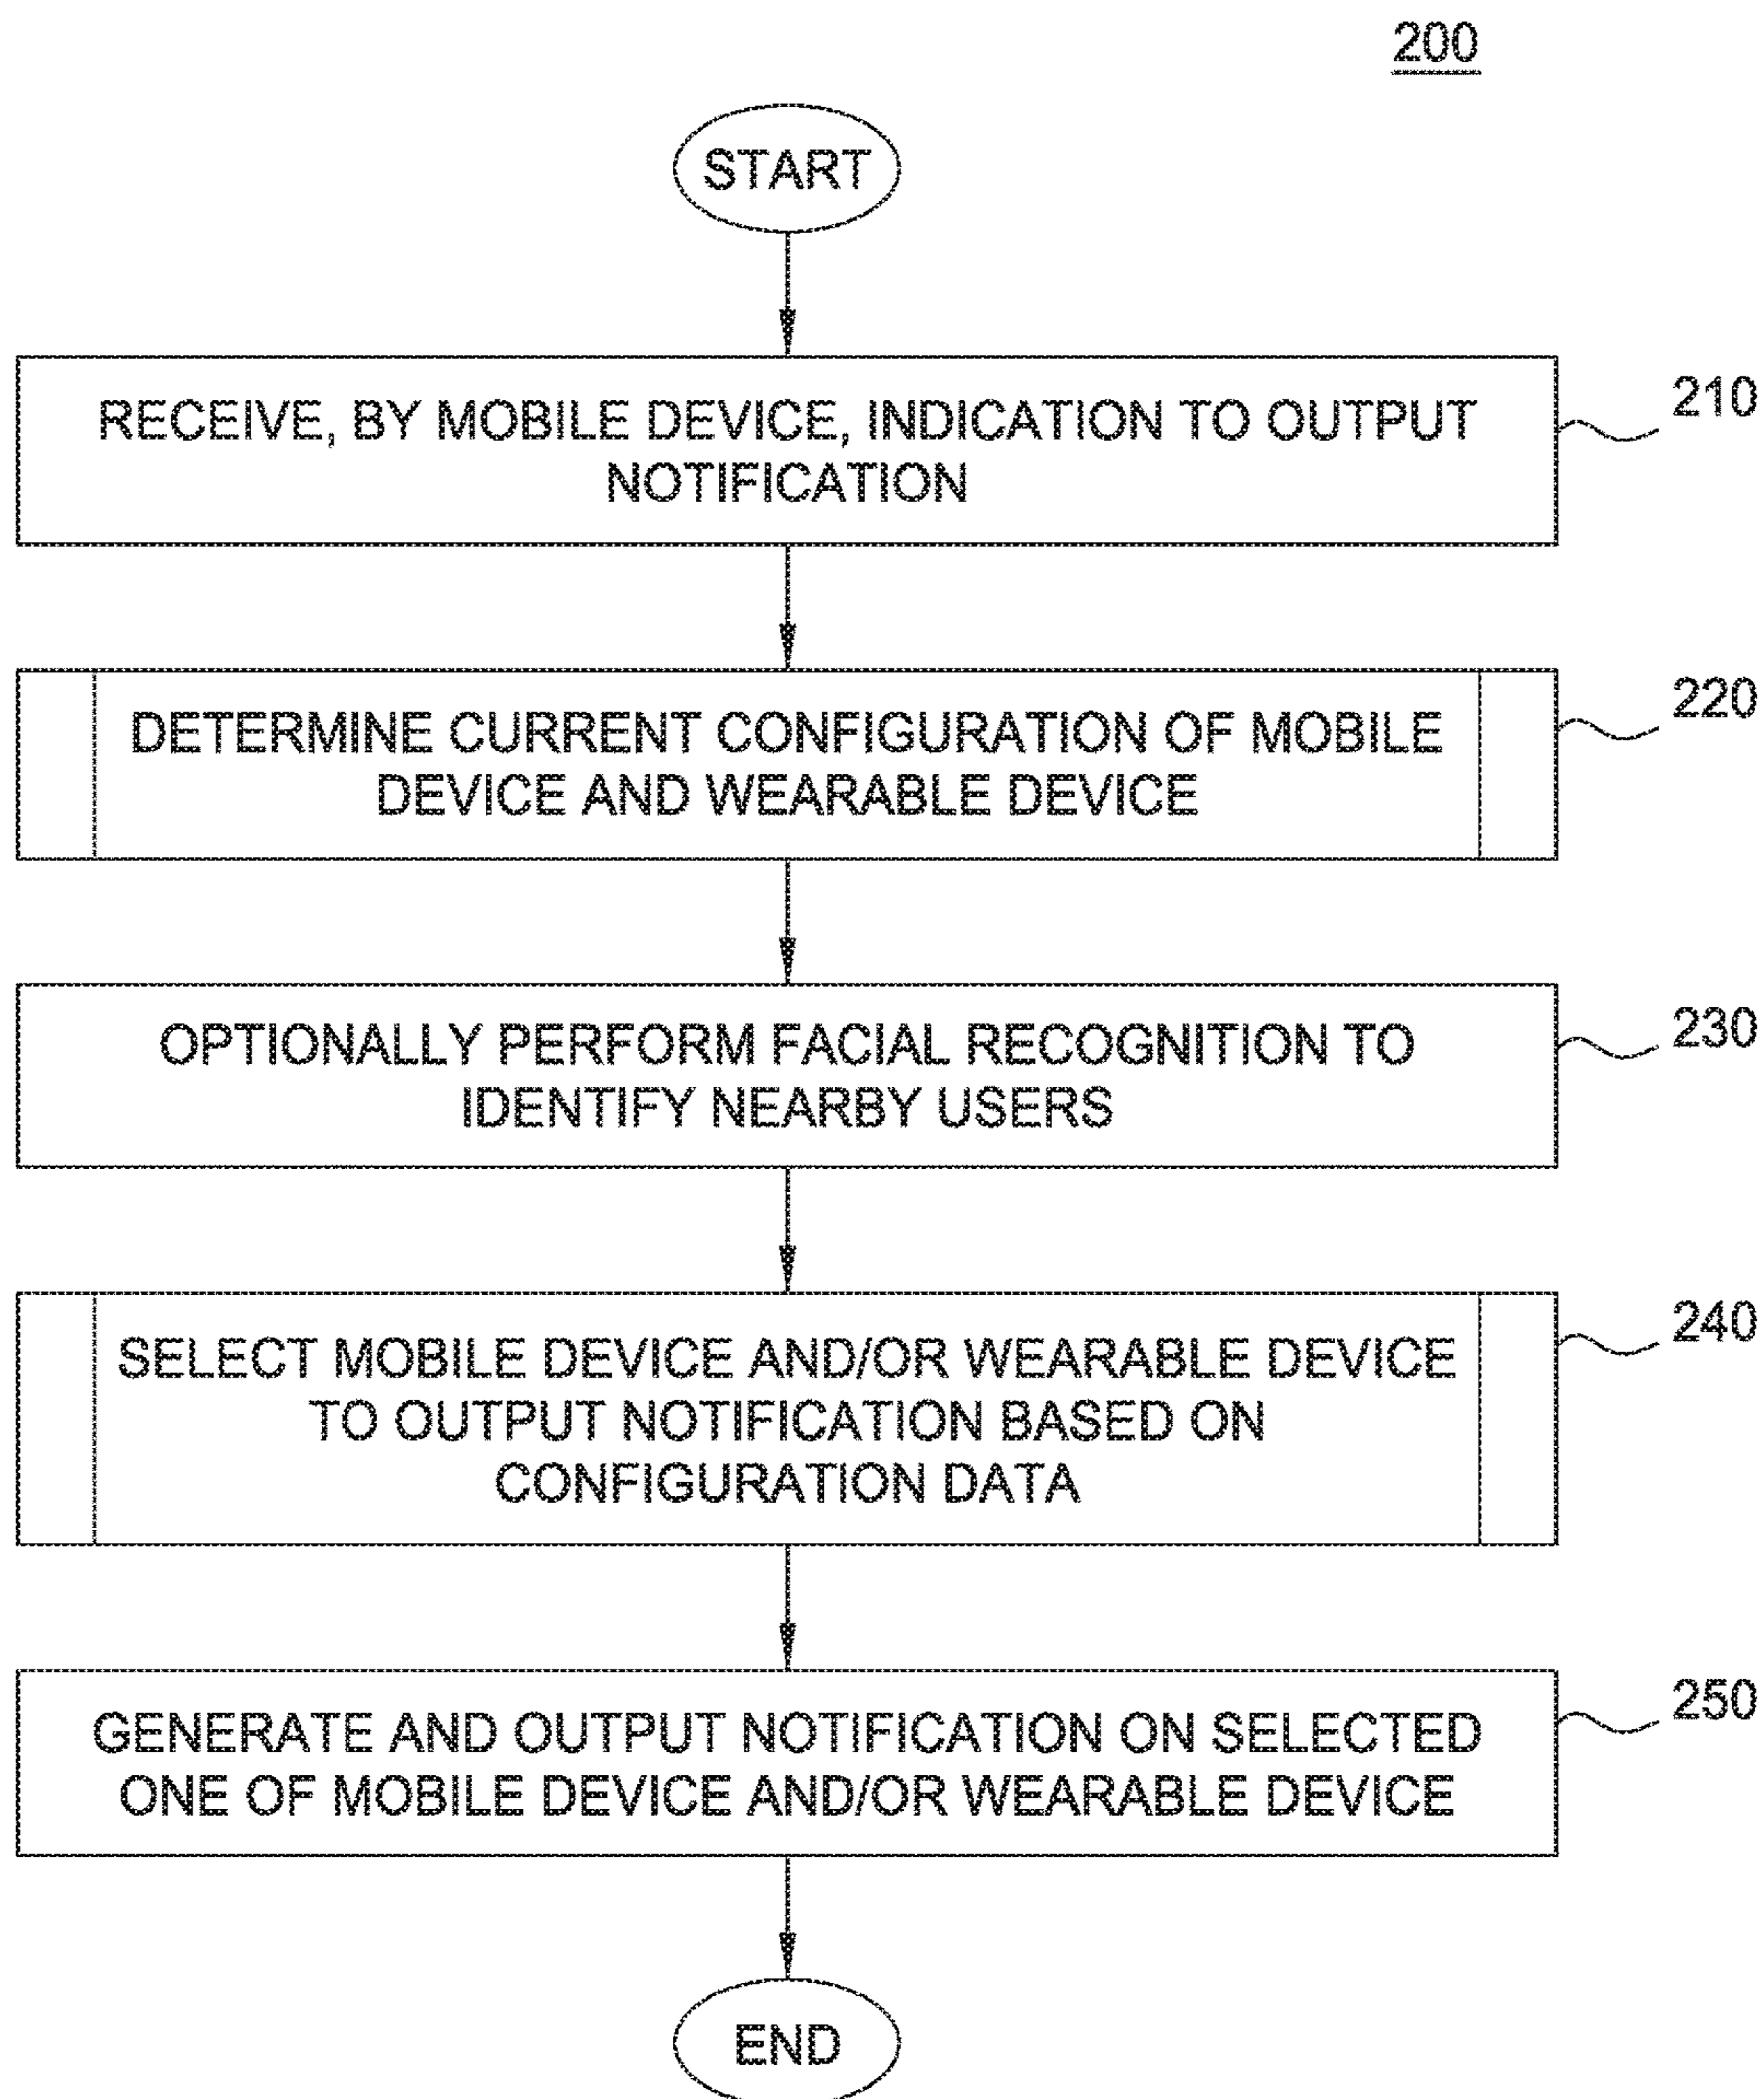 200
START
RECEIVE, BY MOBILE DEVICE, INDICATION TO OUTPUT
NOTIFICATION
210
DETERMINE CURRENT CONFIGURATION OF MOBILE
DEVICE AND WEARABLE DEVICE
220
OPTIONALLY PERFORM FACIAL RECOGNITION TO
IDENTIFY NEARBY USERS
230
SELECT MOBILE DEVICE AND/OR WEARABLE DEVICE
TO OUTPUT NOTIFICATION BASED ON
CONFIGURATION DATA
240
GENERATE AND OUTPUT NOTIFICATION ON SELECTED
ONE OF MOBILE DEVICE AND/OR WEARABLE DEVICE
250
END